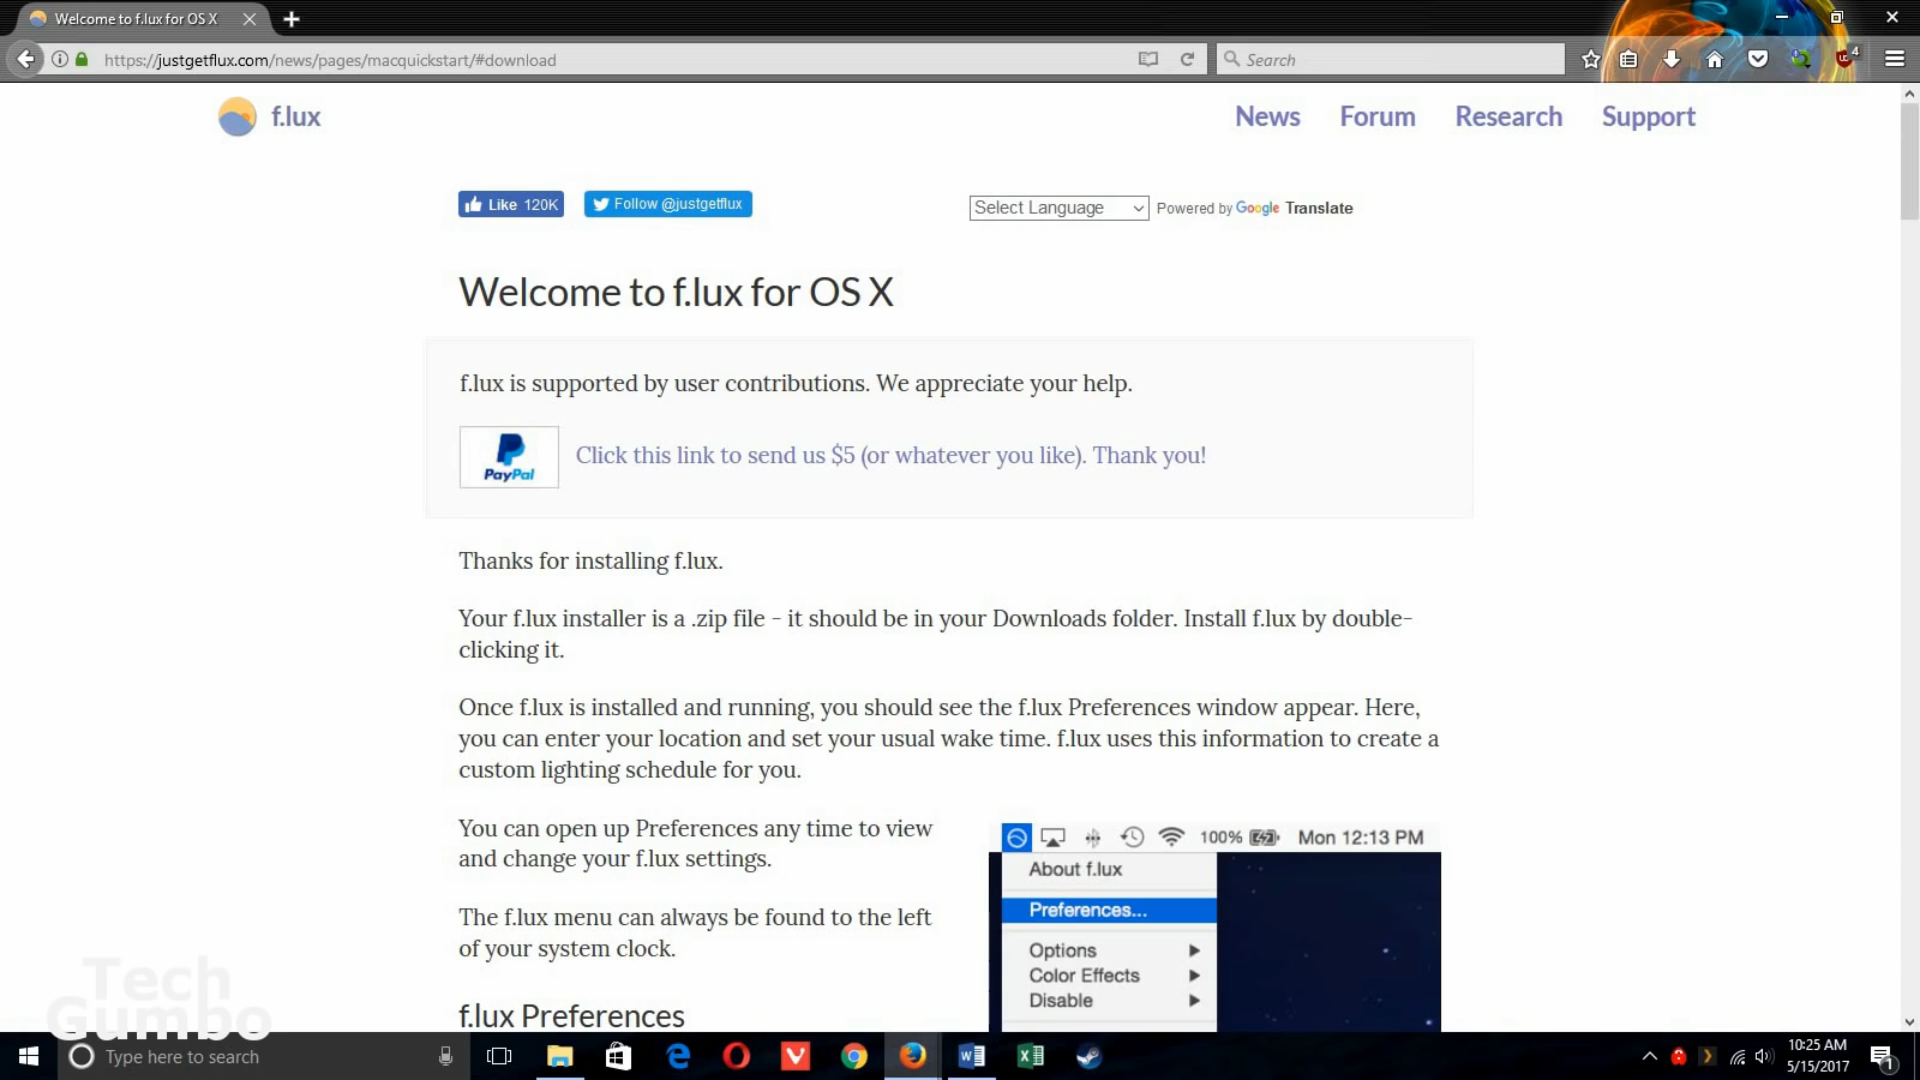 Welcome to f.lux for OS X
https://justgetflux.com/news/pages/macquickstart/#download
Search
4
f.lux
News
Forum
Research
Support
Like 120K
Follow @justgetflux
Select Language
Powered by Google Translate
Welcome to f.lux for OS X
f.lux is supported by user contributions. We appreciate your help.
PayPal
Click this link to send us $5 (or whatever you like). Thank you!
Thanks for installing f.lux.
Your f.lux installer is a .zip file - it should be in your Downloads folder. Install f.lux by double-
clicking it.
Once f.lux is installed and running, you should see the f.lux Preferences window appear. Here,
you can enter your location and set your usual wake time. f.lux uses this information to create a
custom lighting schedule for you.
You can open up Preferences any time to view
and change your f.lux settings.
The f.lux menu can always be found to the left
of your system clock.
100%
Mon 12:13 PM
About f.lux
Preferences...
Options
Color Effects
Disable
f.lux Preferences
Tech
Gumbo
Type here to search
10:25 AM
5/15/2017
1